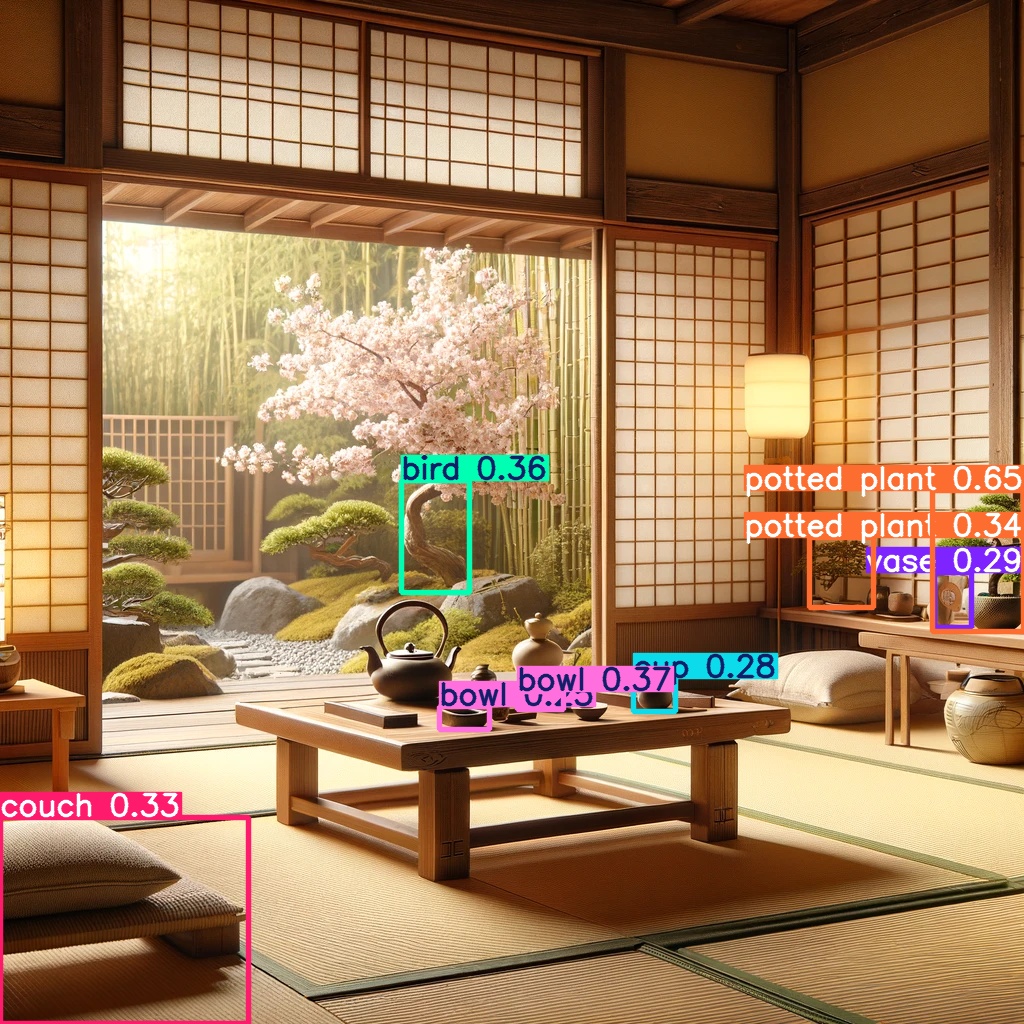 bird 0.36
potted plant 0.65
potted plant 0.34
vase 0.29
cup 0.28
bowl 0.37
bowl
couch 0.33